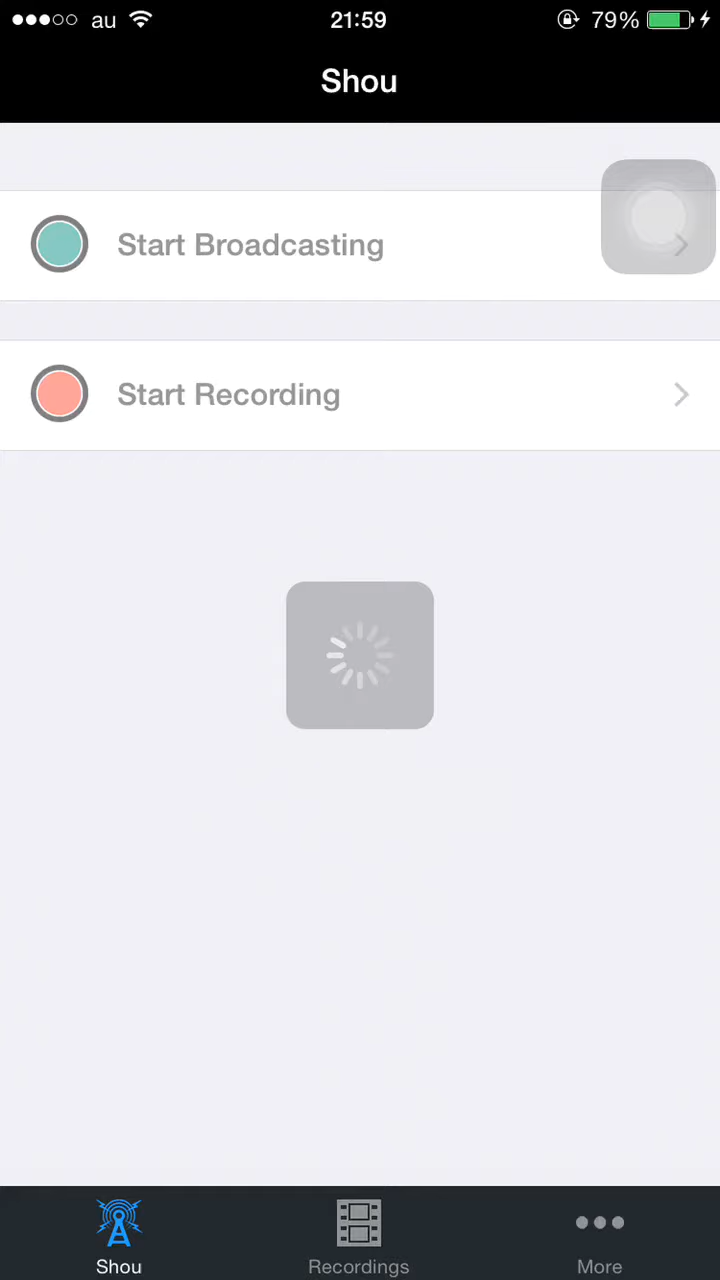 au 21:59 79%
Shou
Start Broadcasting
Start Recording
Shou Recordings More